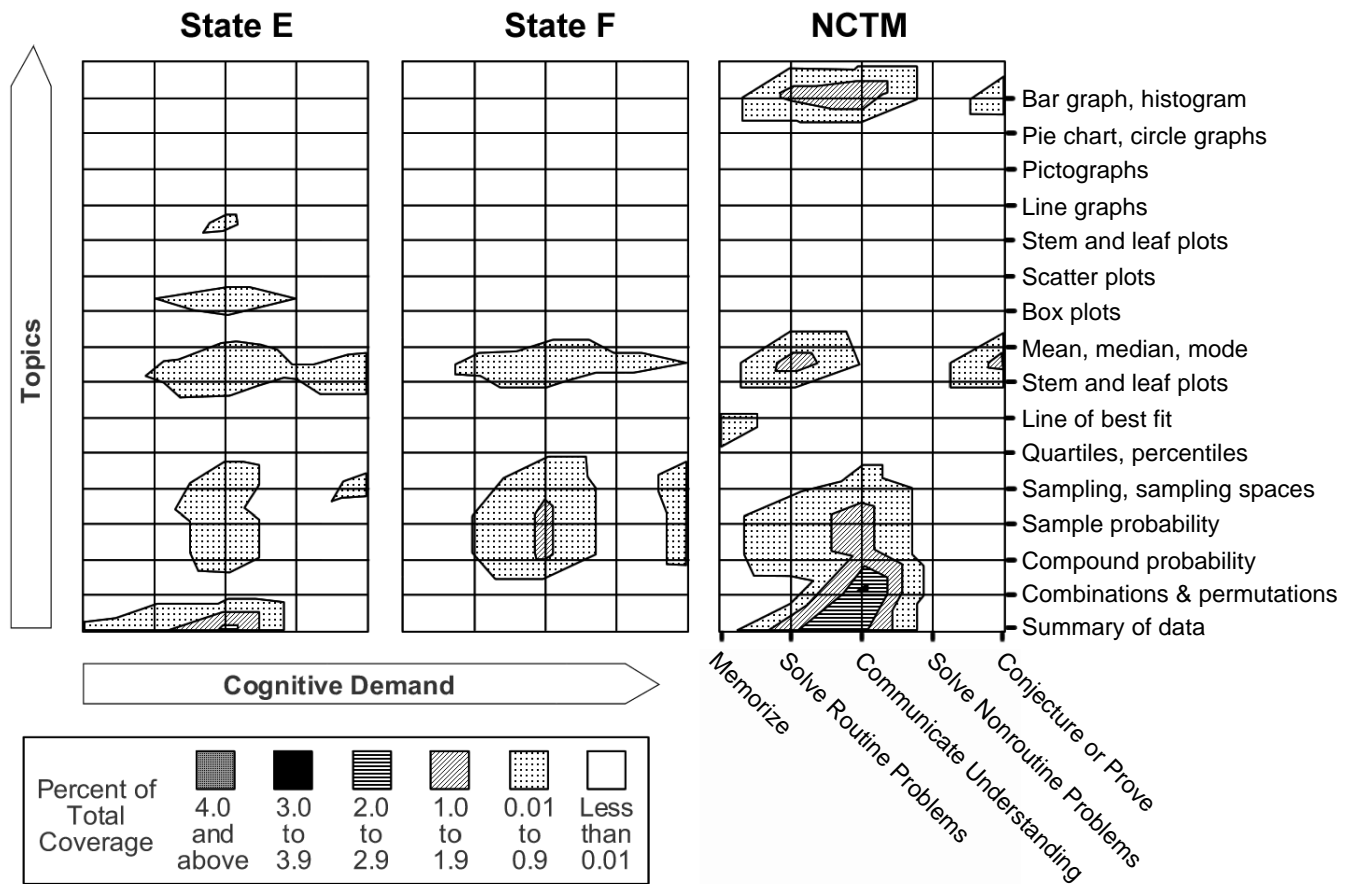 State E
State F
NCTM
Topics
Bar graph, histogram
Pie chart, circle graphs
Pictographs
Line graphs
Stem and leaf plots
Scatter plots
Box plots
Mean, median, mode
Stem and leaf plots
Line of best fit
Quartiles, percentiles
Sampling, sampling spaces
Sample probability
Compound probability
Combinations & permutations
Summary of data
Cognitive Demand
Memorize
Solve Routine Problems
Communicate Understanding
Solve Nonroutine Problems
Conjecture or Prove
Percent of
Total
Coverage
4.0
and
above
3.0
to
3.9
2.0
to
2.9
1.0
to
1.9
0.01
to
0.9
Less
than
0.01